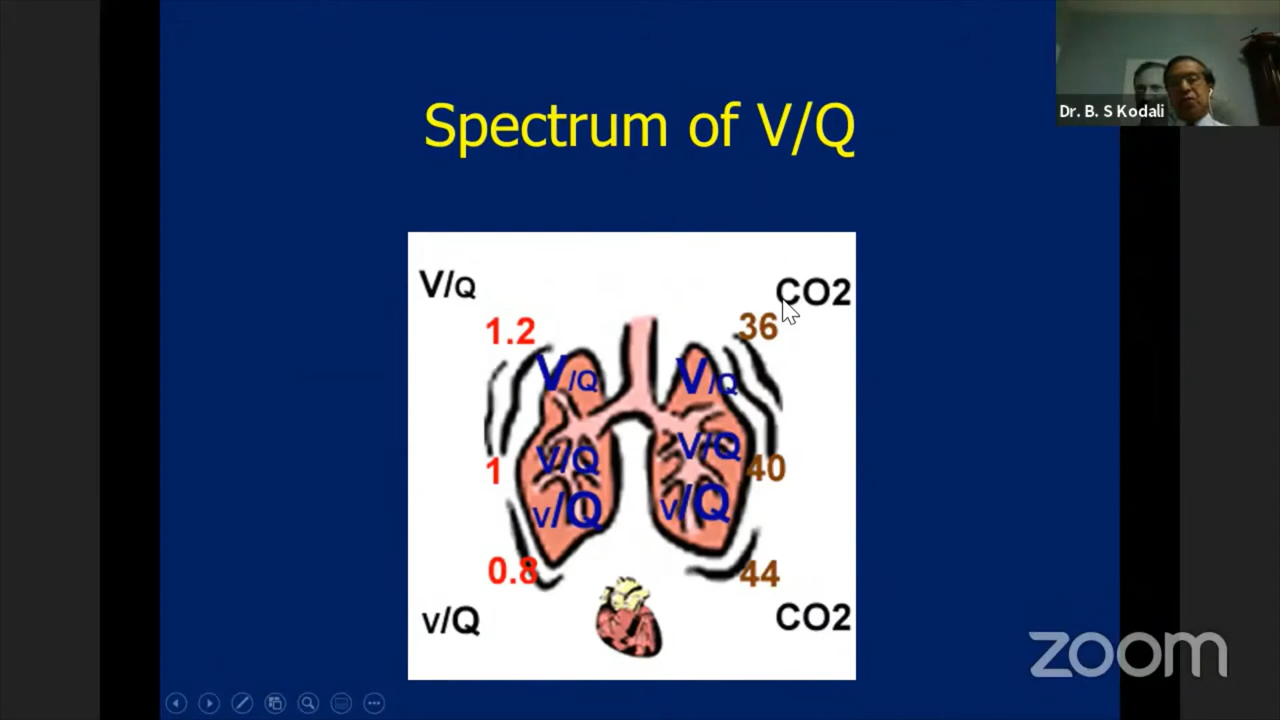 Dr. B. S Kodali
Spectrum of V/Q
V/Q
CO2
1.2
36
V/Q
V/Q
V/Q
V/Q
1
40
v/Q
v/Q
0.8
44
v/Q
CO2
zoom